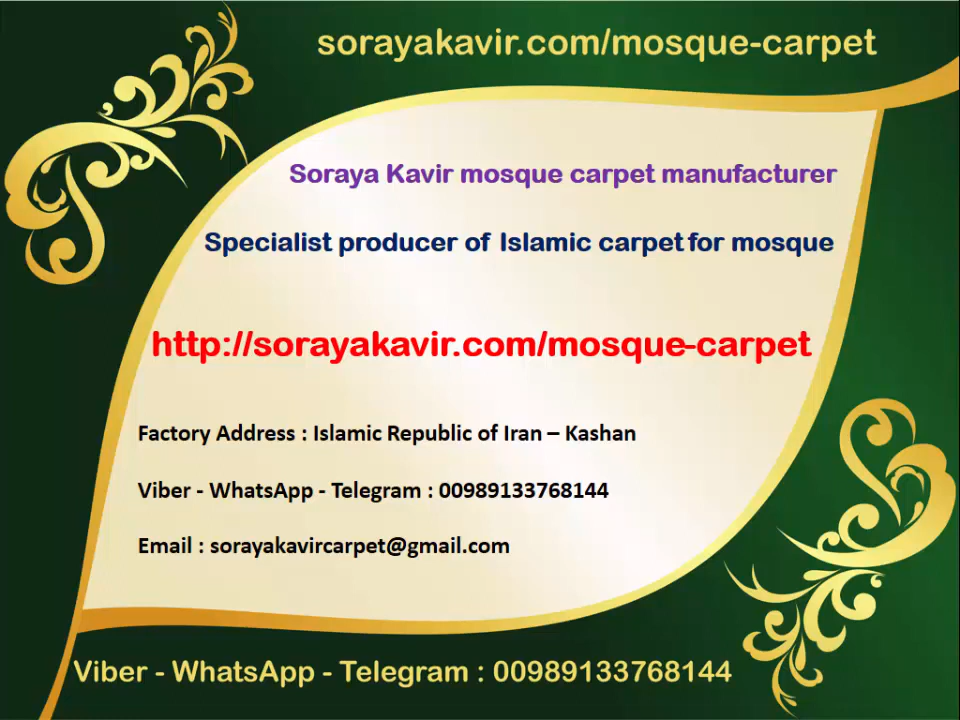 sorayakavir.com/mosque-carpet
Soraya Kavir mosque carpet manufacturer
Specialist producer of Islamic carpet for mosque
http://sorayakavir.com/mosque-carpet
Factory Address : Islamic Republic of Iran – Kashan
Viber - WhatsApp - Telegram : 00989133768144
Email : sorayakavircarpet@gmail.com
Viber - WhatsApp - Telegram : 00989133768144